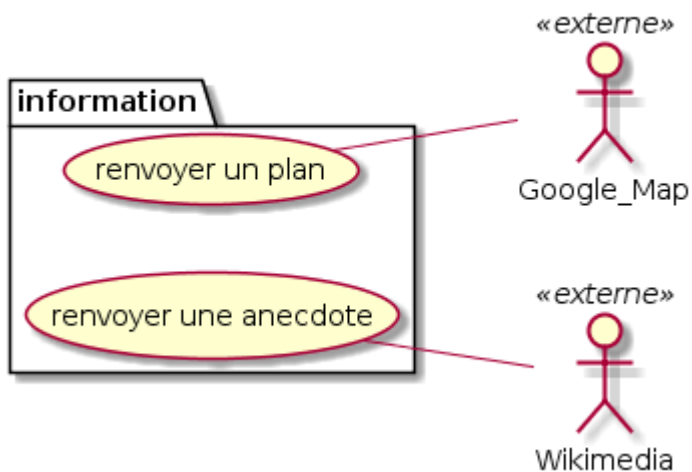 «externe»
information
renvoyer un plan
Google_Map
«externe»
renvoyer une anecdote
Wikimedia